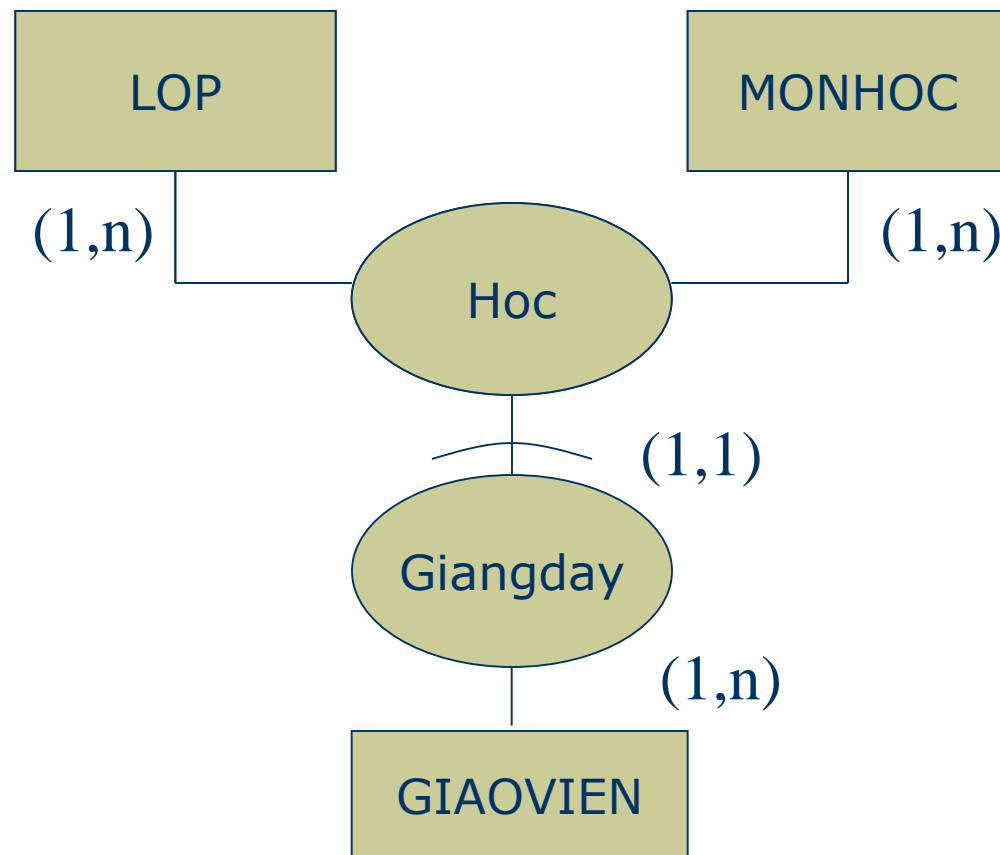 LOP
MONHOC
(1,n)
(1,n)
Hoc
(1,1)
Giangday
(1,n)
GIAOVIEN